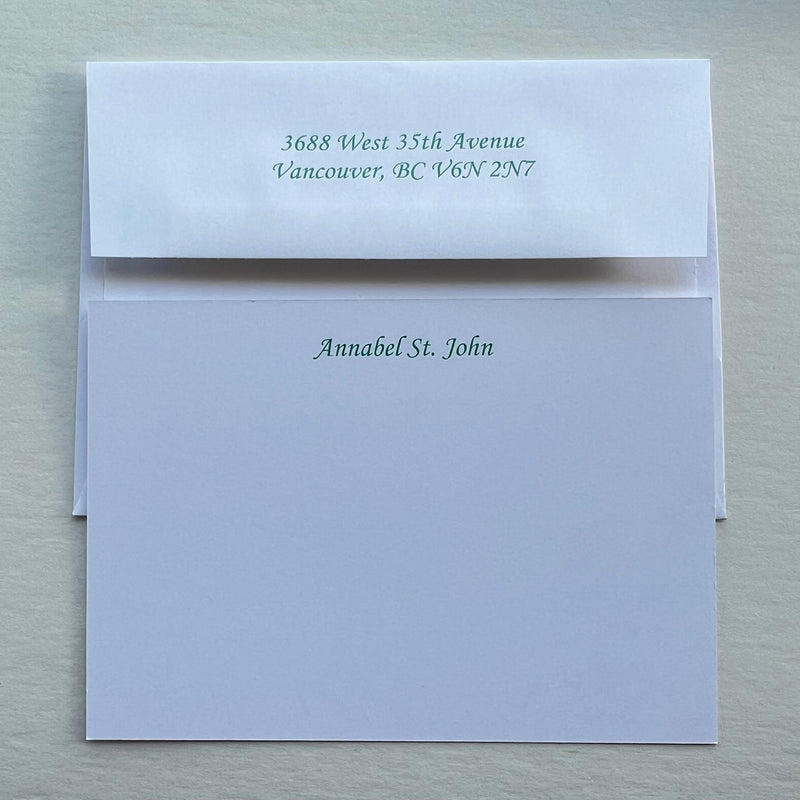 3688 West 35th Avenue
Vancouver, BC V6N 2N7
Annabel St. John